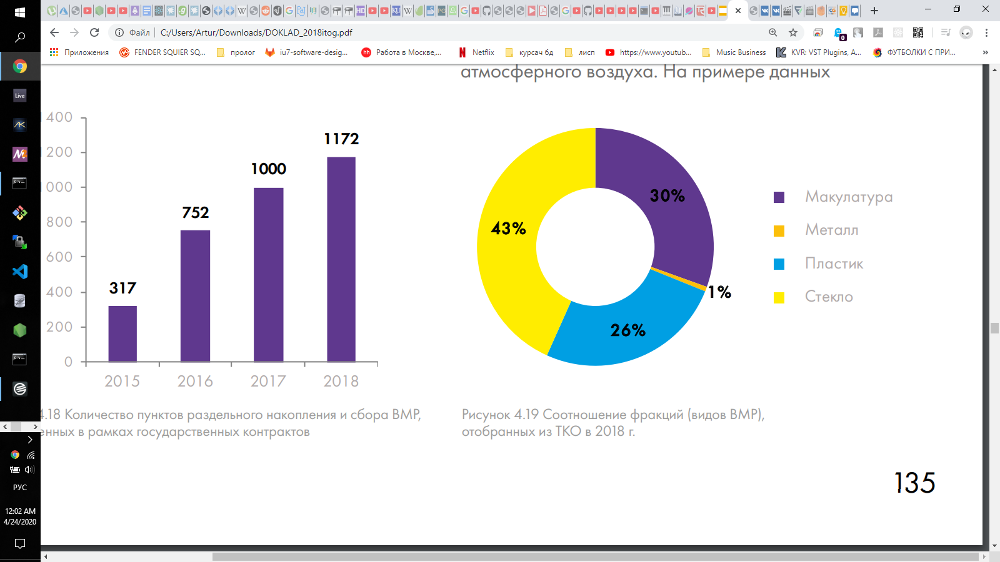 Файл
C:/Users/Artur/Downloads/DOKLAD_2018itog.pdf
0
Приложения
FENDER SQUIER SQ...
пролог
iu7-software-desig...
hh
Работа в Москве,...
Netflix
курсач бд
лисп
https://www.youtub...
Music Business
KVR: VST Plugins, A...
ФУТБОЛКИ С ПРИ...
»
Live
атмосферного воздуха. На примере данных
400
200
000
800
600
400
200
0
317
752
1000
1172
2015
2016
2017
2018
4.18 Количество пунктов раздельного накопления и сбора ВМР,
енных в рамках государственных контрактов
30%
43%
1%
26%
Макулатура
Металл
Пластик
Стекло
Рисунок 4.19 Соотношение фракций (видов ВМР),
отобранных из ТКО в 2018 г.
135
РУС
12:02 AM
4/24/2020